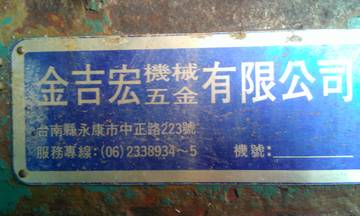 金吉宏機械五金有限公司
台南縣永康市中正路223號
服務專線:(06)2338934~5 機號: